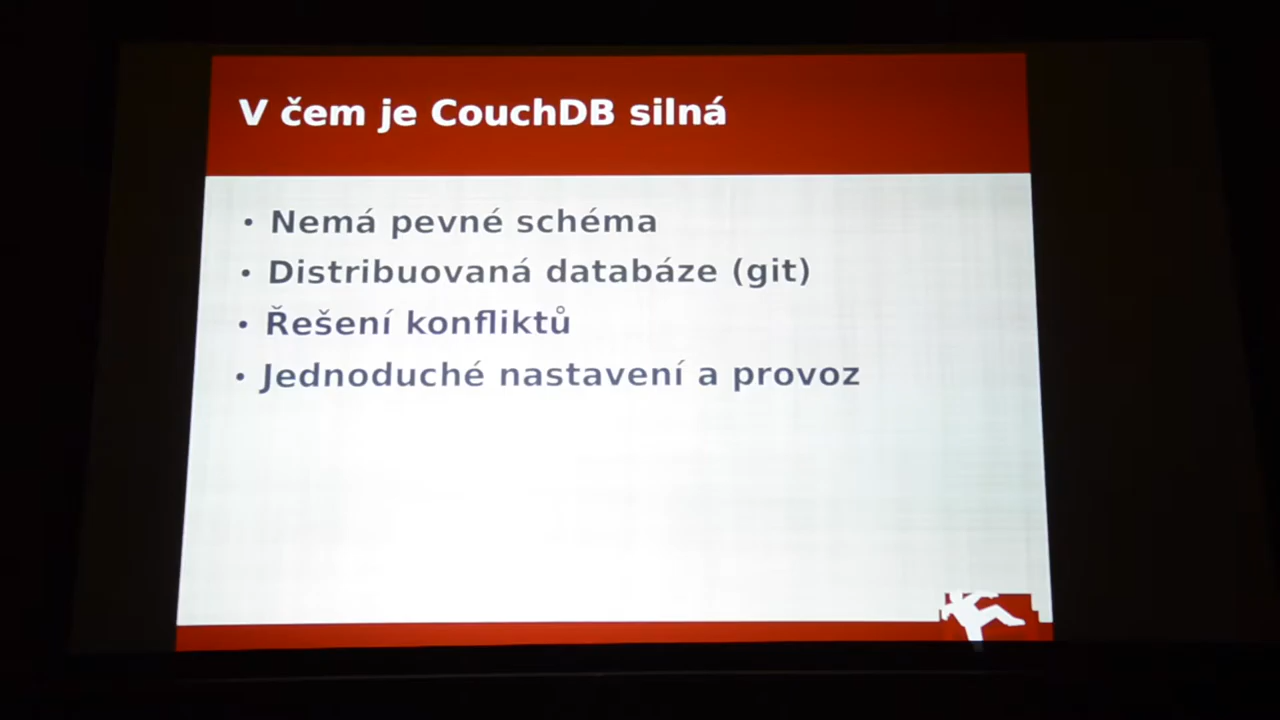 V čem je CouchDB silná
• Nemá pevné schéma
• Distribuovaná databáze (git)
• Řešení konfliktů
• Jednoduché nastavení a provoz